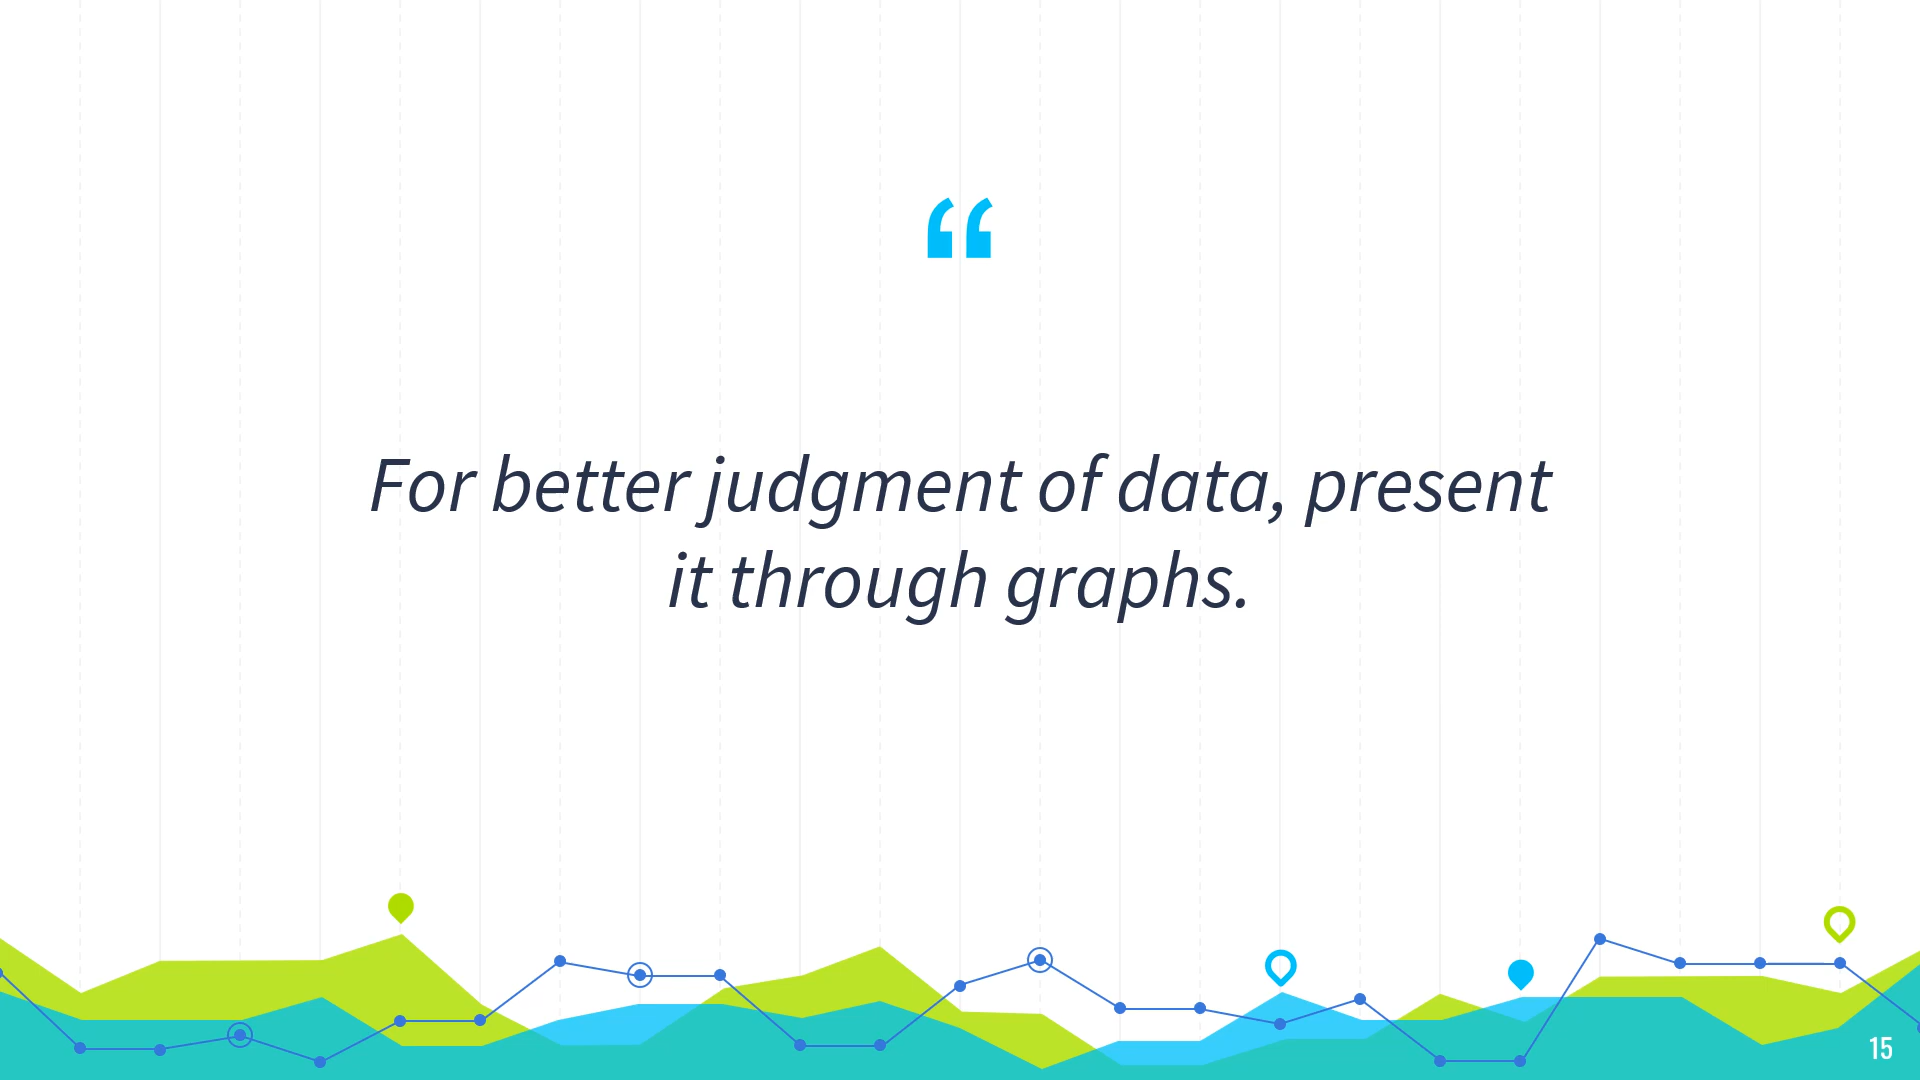 “
For better judgment of data, present
it through graphs.
15